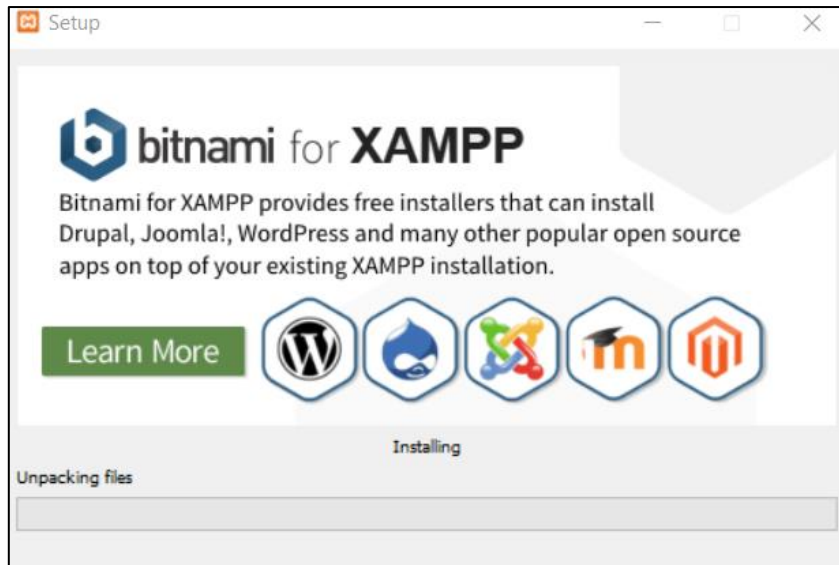 Setup
bitnami for XAMPP
Bitnami for XAMPP provides free installers that can install
Drupal, Joomla!, WordPress and many other popular open source
apps on top of your existing XAMPP installation.
Learn More
Installing
Unpacking files